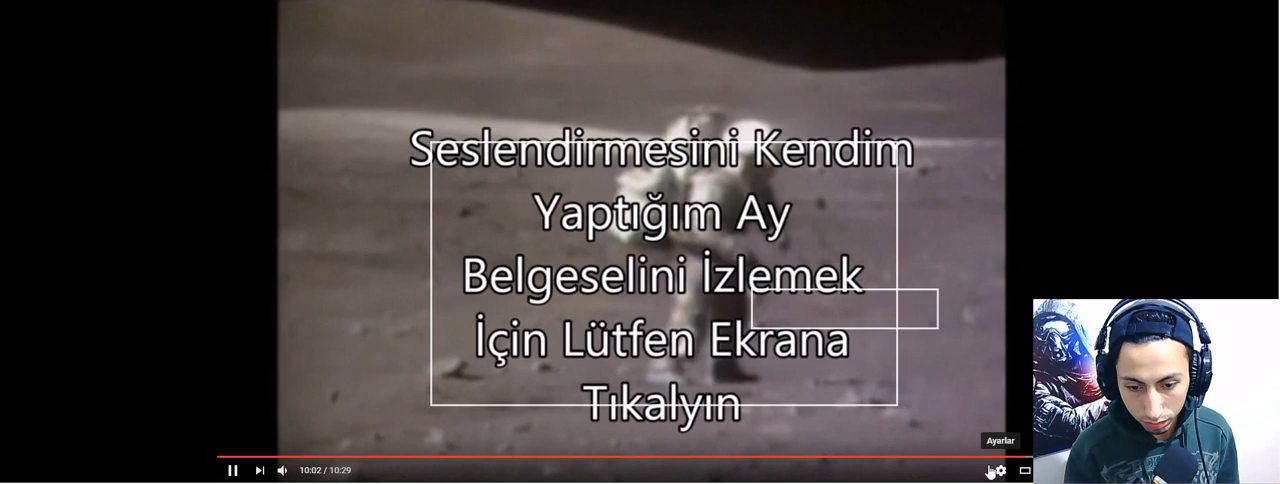 Seslendirmesini Kendim
Yaptığım Ay
Belgeselini İzlemek
İçin Lütfen Ekrana
Tıkalyın
Ayarlar
10:02 / 10:29